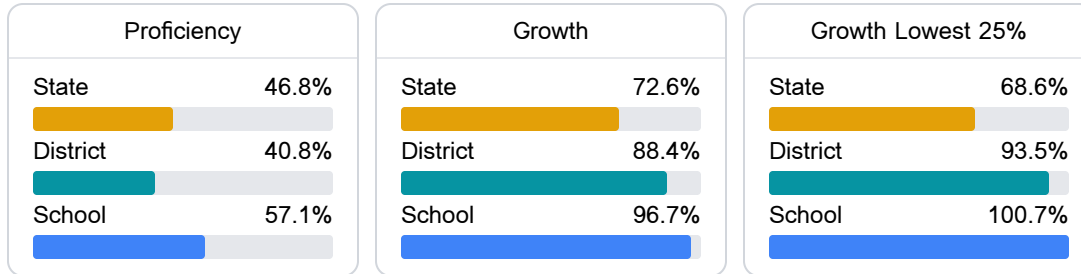 Proficiency
State 46.8%
District 40.8%
School 57.1%
Growth
State 72.6%
District 88.4%
School 96.7%
Growth Lowest 25%
State 68.6%
District 93.5%
School 100.7%